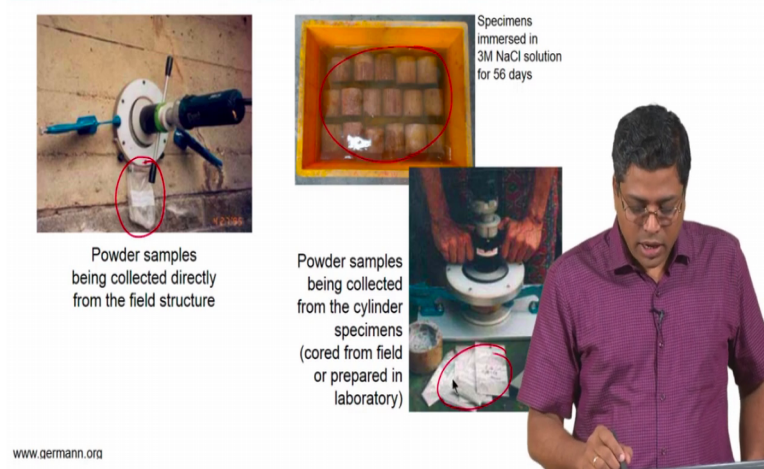 Specimens
immersed in
3M NaCl solution
for 56 days
Powder samples
being collected directly
from the field structure
Powder samples
being collected
from the cylinder
specimens
(cored from field
or prepared in
laboratory)
www.germann.org